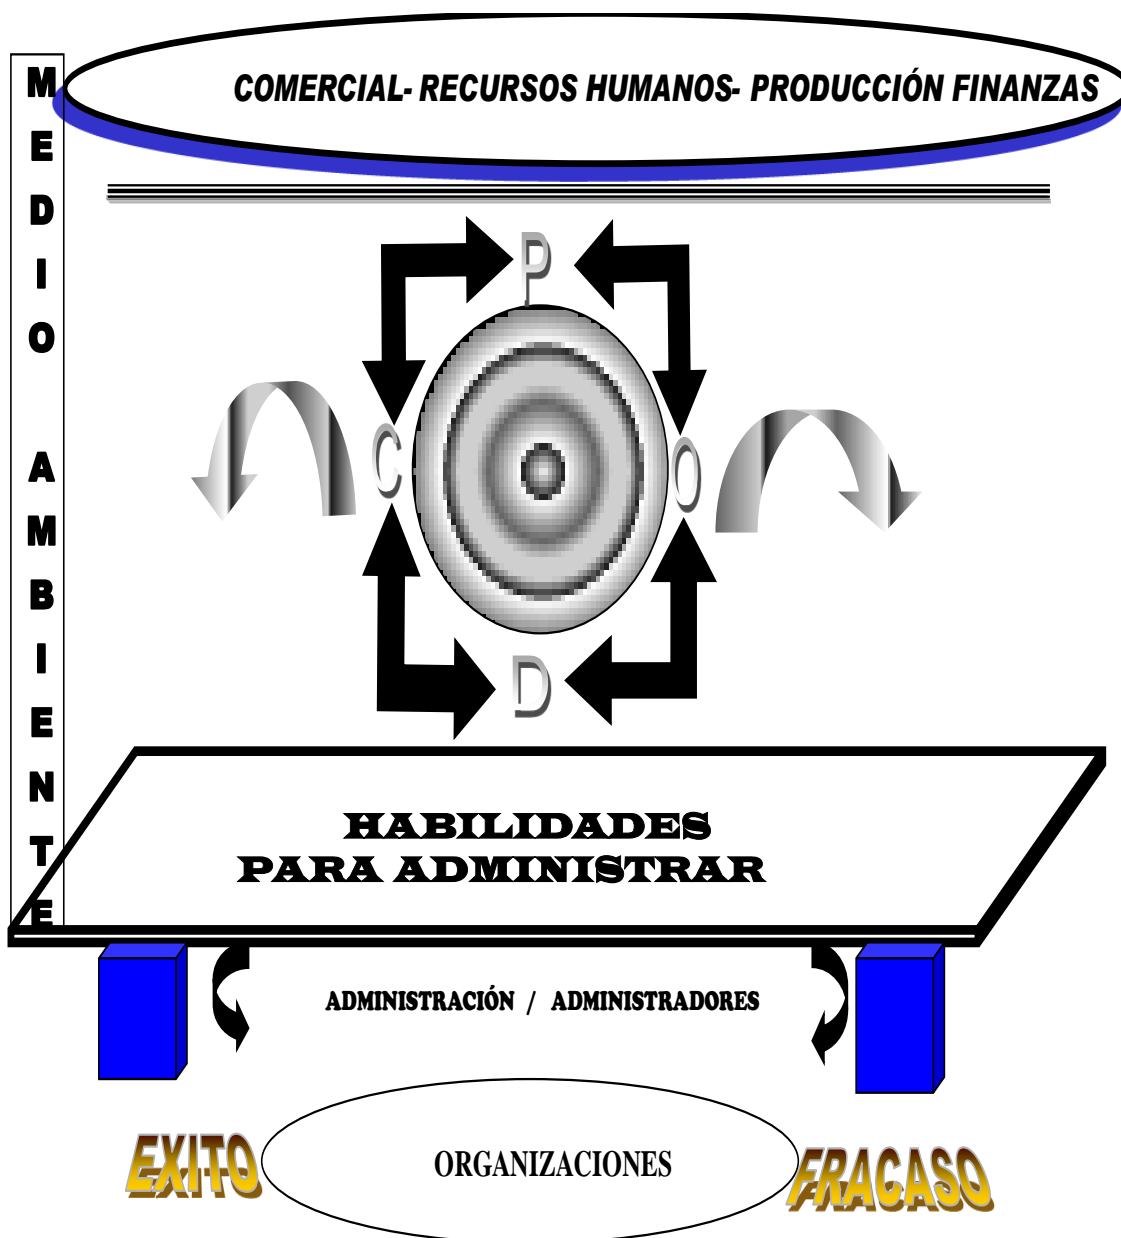 COMERCIAL- RECURSOS HUMANOS- PRODUCCIÓN FINANZAS
MEDIO AMBIENTE
P
C
O
D
HABILIDADES
PARA ADMINISTRAR
ADMINISTRACIÓN / ADMINISTRADORES
EXITO
ORGANIZACIONES
FRACASO